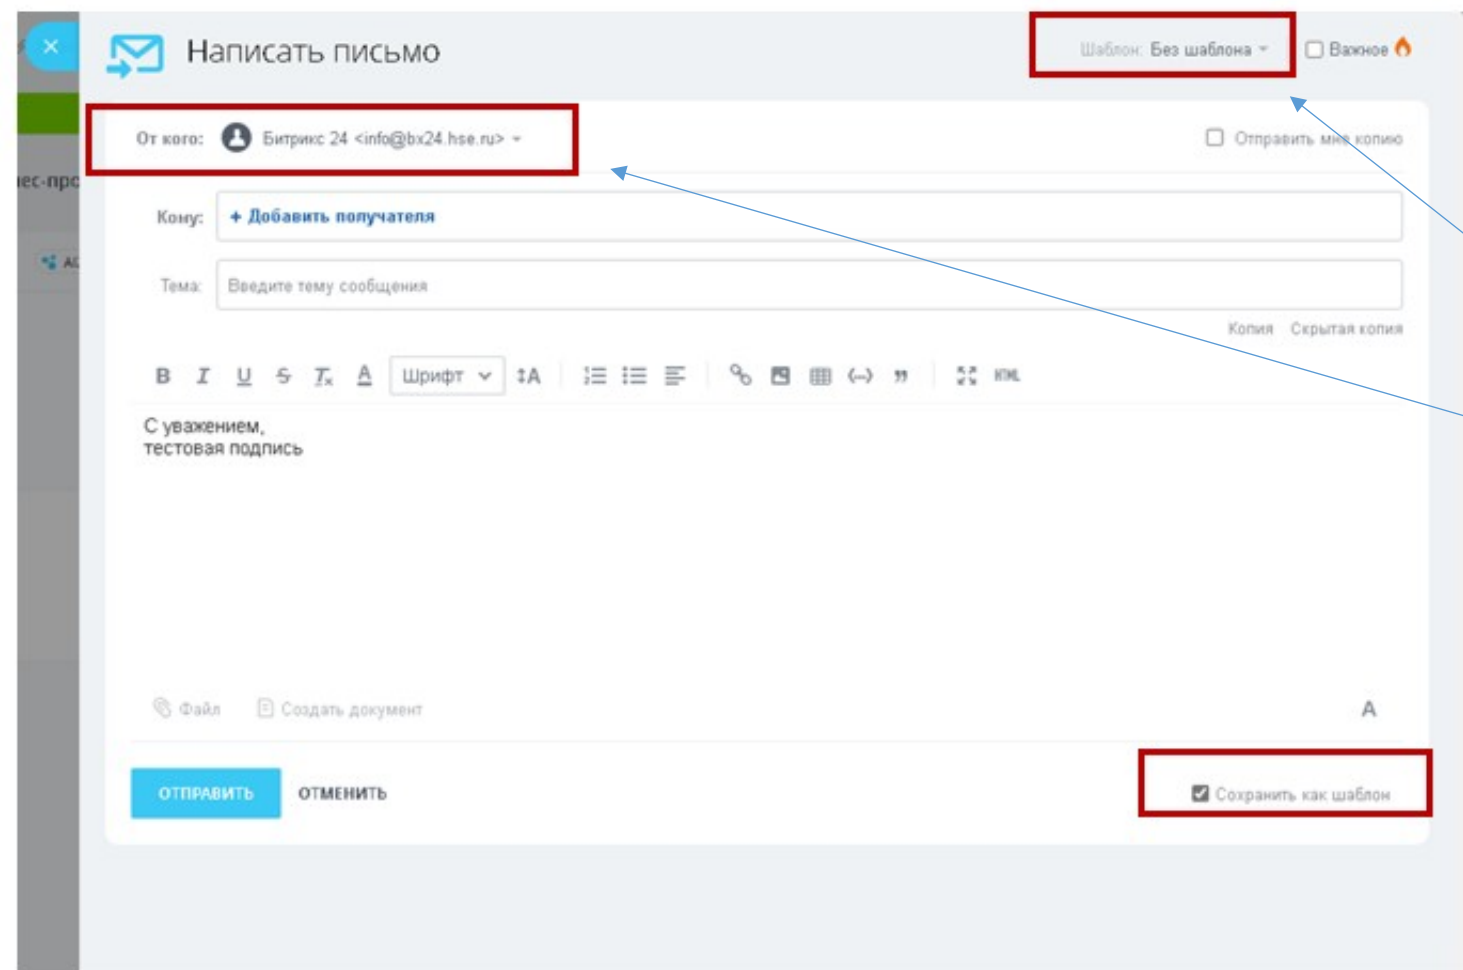 Написать письмо
Шаблон: Без шаблона
Важное
От кого: Битрикс 24 <info@bx24.hse.ru>
Отправить мне копию
Кому: + Добавить получателя
Тема: Введите тему сообщения
Копия Скрытая копия
B I U S Tx A Шрифт A HTML
С уважением,
тестовая подпись
Файл Создать документ A
ОТПРАВИТЬ ОТМЕНИТЬ Сохранить как шаблон